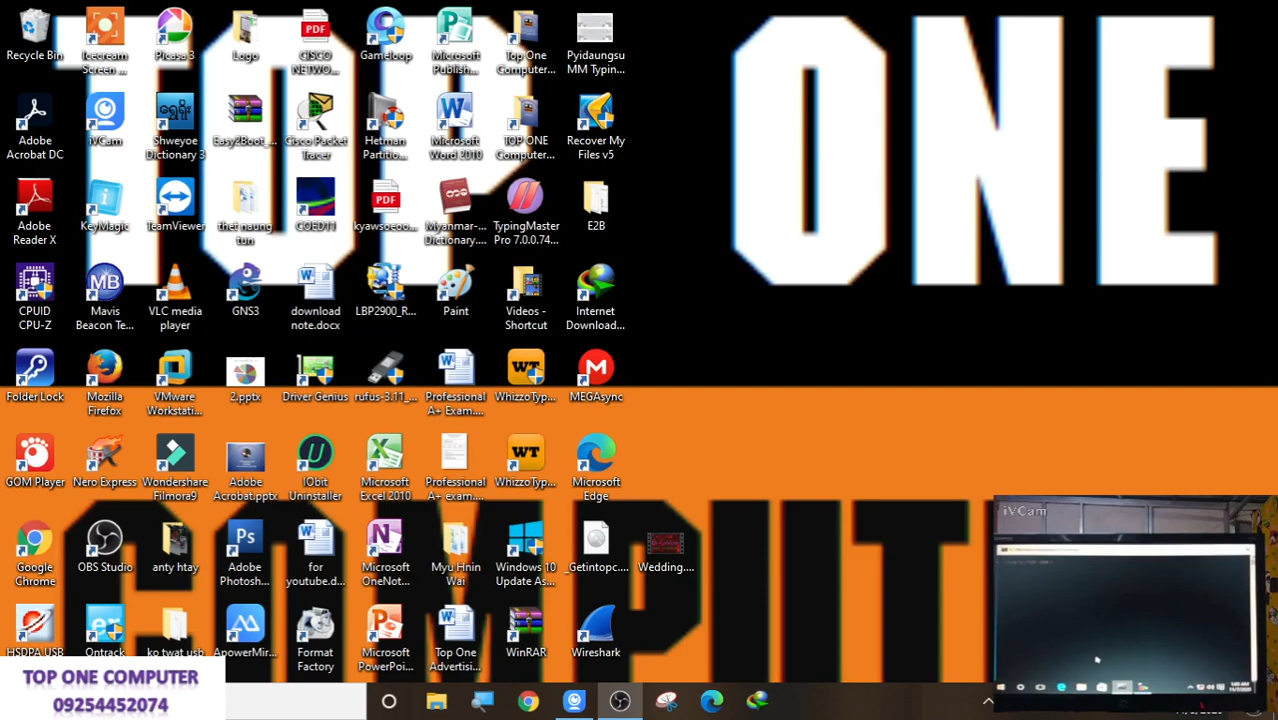 TOP ONE
COMPUT
Recycle Bin
Icecream
Screen ...
Picasa 3
Logo
CISCO
NETWO...
Gameloop
Microsoft
Publish...
Top One
Computer...
Pyidaungsu
MM Typin...
Adobe
Acrobat DC
iVCam
Shweyoe
Dictionary 3
Easy2Boot_...
Cisco Packet
Tracer
Hetman
Partitio...
Microsoft
Word 2010
TOP ONE
Computer...
Recover My
Files v5
Adobe
Reader X
KeyMagic
TeamViewer
thet naung
tun
COED11
kyawsoeoo...
Myanmar-...
Dictionary....
TypingMaster
Pro 7.0.0.74...
E2B
CPUID
CPU-Z
Mavis
Beacon Te...
VLC media
player
GNS3
download
note.docx
LBP2900_R...
Paint
Videos -
Shortcut
Internet
Download...
Folder Lock
Mozilla
Firefox
VMware
Workstati...
2.pptx
Driver Genius
rufus-3.11_...
Professional
A+ Exam....
WhizzoTyp...
MEGAsync
GOM Player
Nero Express
Wondershare
Filmora9
Adobe
Acrobat.pptx
IObit
Uninstaller
Microsoft
Excel 2010
Professional
A+ exam....
WhizzoTyp...
Microsoft
Edge
Google
Chrome
OBS Studio
anty htay
Adobe
Photosh...
for
youtube.d...
Microsoft
OneNot...
Myu Hnin
Wai
Windows 10
Update As...
_Getintopc....
Wedding....
HSDPA USB
Ontrack
ko twat usb
ApowerMir...
Format
Factory
Microsoft
PowerPoi...
Top One
Advertisi...
WinRAR
Wireshark
iVCam
TOP ONE COMPUTER
09254452074